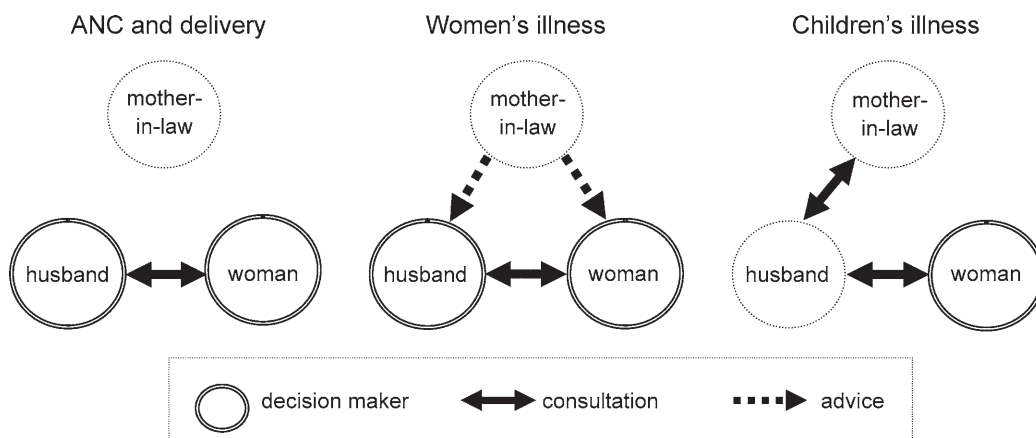 ANC and delivery
mother-
in-law
husband
woman
Women's illness
mother-
in-law
husband
woman
Children's illness
mother-
in-law
husband
woman
decision maker
consultation
advice